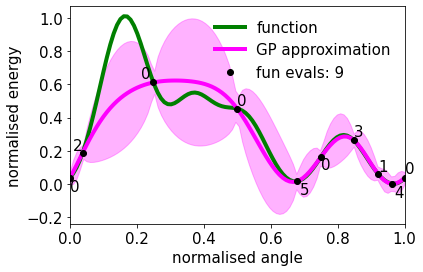 function
GP approximation
fun evals: 9
normalised energy
1.0
0.8
0.6
0.4
0.2
0.0
−0.2
0
2
0
0
5
0
3
1
4
0
0.0 0.2 0.4 0.6 0.8 1.0
normalised angle